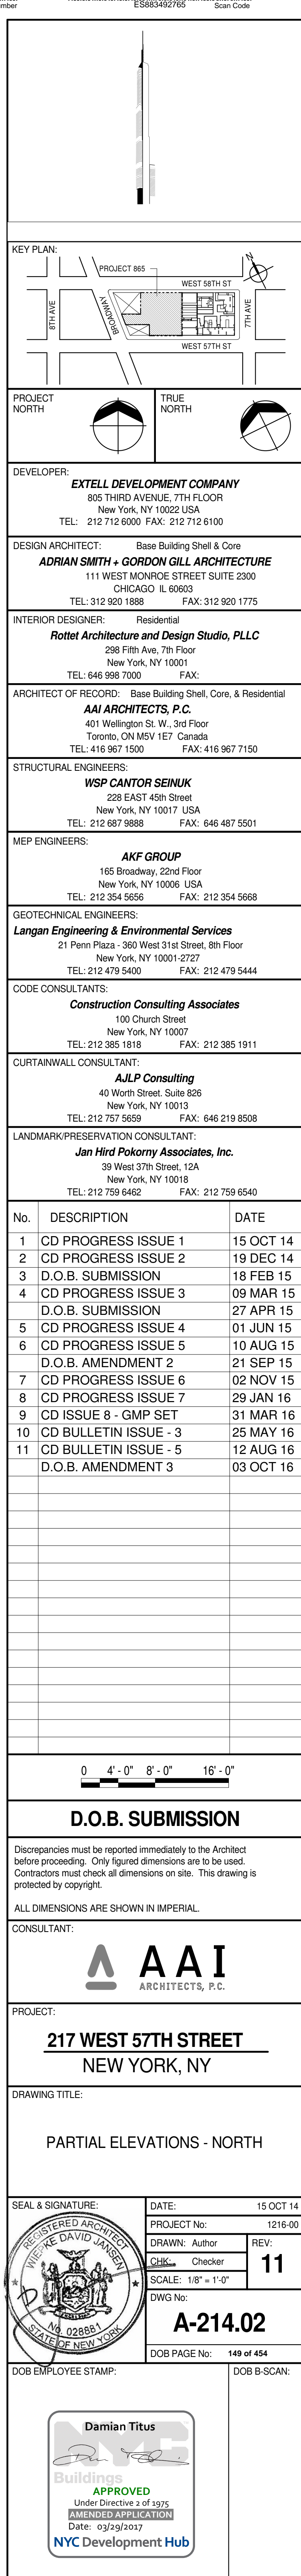 ES883492765
mber
Scan Code
KEY PLAN:
PROJECT 865
N
WEST 58TH ST
8TH AVE
BROADWAY
7TH AVE
WEST 57TH ST
PROJECT
NORTH
TRUE
NORTH
DEVELOPER:
EXTELL DEVELOPMENT COMPANY
805 THIRD AVENUE, 7TH FLOOR
New York, NY 10022 USA
TEL: 212 712 6000 FAX: 212 712 6100
DESIGN ARCHITECT: Base Building Shell & Core
ADRIAN SMITH + GORDON GILL ARCHITECTURE
111 WEST MONROE STREET SUITE 2300
CHICAGO IL 60603
TEL: 312 920 1888 FAX: 312 920 1775
INTERIOR DESIGNER: Residential
Rottet Architecture and Design Studio, PLLC
298 Fifth Ave, 7th Floor
New York, NY 10001
TEL: 646 998 7000 FAX:
ARCHITECT OF RECORD: Base Building Shell, Core, & Residential
AAI ARCHITECTS, P.C.
401 Wellington St. W., 3rd Floor
Toronto, ON M5V 1E7 Canada
TEL: 416 967 1500 FAX: 416 967 7150
STRUCTURAL ENGINEERS:
WSP CANTOR SEINUK
228 EAST 45th Street
New York, NY 10017 USA
TEL: 212 687 9888 FAX: 646 487 5501
MEP ENGINEERS:
AKF GROUP
165 Broadway, 22nd Floor
New York, NY 10006 USA
TEL: 212 354 5656 FAX: 212 354 5668
GEOTECHNICAL ENGINEERS:
Langan Engineering & Environmental Services
21 Penn Plaza - 360 West 31st Street, 8th Floor
New York, NY 10001-2727
TEL: 212 479 5400 FAX: 212 479 5444
CODE CONSULTANTS:
Construction Consulting Associates
100 Church Street
New York, NY 10007
TEL: 212 385 1818 FAX: 212 385 1911
CURTAINWALL CONSULTANT:
AJLP Consulting
40 Worth Street. Suite 826
New York, NY 10013
TEL: 212 757 5659 FAX: 646 219 8508
LANDMARK/PRESERVATION CONSULTANT:
Jan Hird Pokorny Associates, Inc.
39 West 37th Street, 12A
New York, NY 10018
TEL: 212 759 6462 FAX: 212 759 6540
No. DESCRIPTION DATE
1 CD PROGRESS ISSUE 1 15 OCT 14
2 CD PROGRESS ISSUE 2 19 DEC 14
3 D.O.B. SUBMISSION 18 FEB 15
4 CD PROGRESS ISSUE 3 09 MAR 15
D.O.B. SUBMISSION 27 APR 15
5 CD PROGRESS ISSUE 4 01 JUN 15
6 CD PROGRESS ISSUE 5 10 AUG 15
D.O.B. AMENDMENT 2 21 SEP 15
7 CD PROGRESS ISSUE 6 02 NOV 15
8 CD PROGRESS ISSUE 7 29 JAN 16
9 CD ISSUE 8 - GMP SET 31 MAR 16
10 CD BULLETIN ISSUE - 3 25 MAY 16
11 CD BULLETIN ISSUE - 5 12 AUG 16
D.O.B. AMENDMENT 3 03 OCT 16
0 4' - 0" 8' - 0" 16' - 0"
D.O.B. SUBMISSION
Discrepancies must be reported immediately to the Architect
before proceeding. Only figured dimensions are to be used.
Contractors must check all dimensions on site. This drawing is
protected by copyright.
ALL DIMENSIONS ARE SHOWN IN IMPERIAL.
CONSULTANT:
AAI
ARCHITECTS, P.C.
PROJECT:
217 WEST 57TH STREET
NEW YORK, NY
DRAWING TITLE:
PARTIAL ELEVATIONS - NORTH
SEAL & SIGNATURE:
REGISTERED ARCHITECT
WIEPKE DAVID JANSEN
No. 028881
STATE OF NEW YORK
DATE: 15 OCT 14
PROJECT No: 1216-00
DRAWN: Author
CHK: Checker
SCALE: 1/8" = 1'-0"
REV:
11
DWG No:
A-214.02
DOB PAGE No: 149 of 454
DOB EMPLOYEE STAMP:
DOB B-SCAN:
NYC
Damian Titus
Buildings
APPROVED
Under Directive 2 of 1975
AMENDED APPLICATION
Date: 03/29/2017
NYC Development Hub